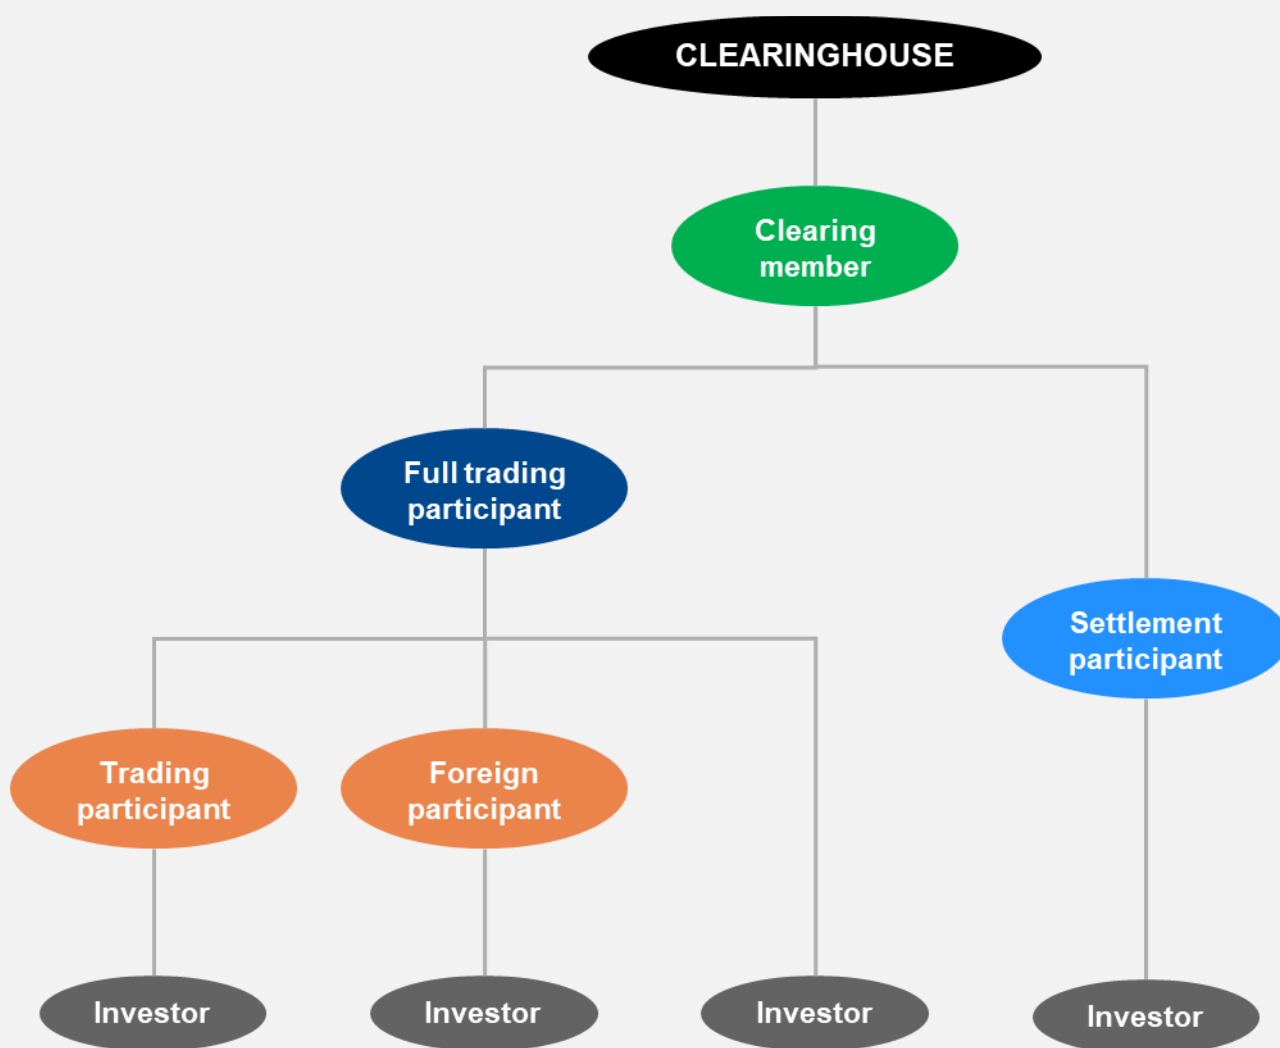 CLEARINGHOUSE
Clearing
member
Full trading
participant
Settlement
participant
Trading
participant
Foreign
participant
Investor
Investor
Investor
Investor